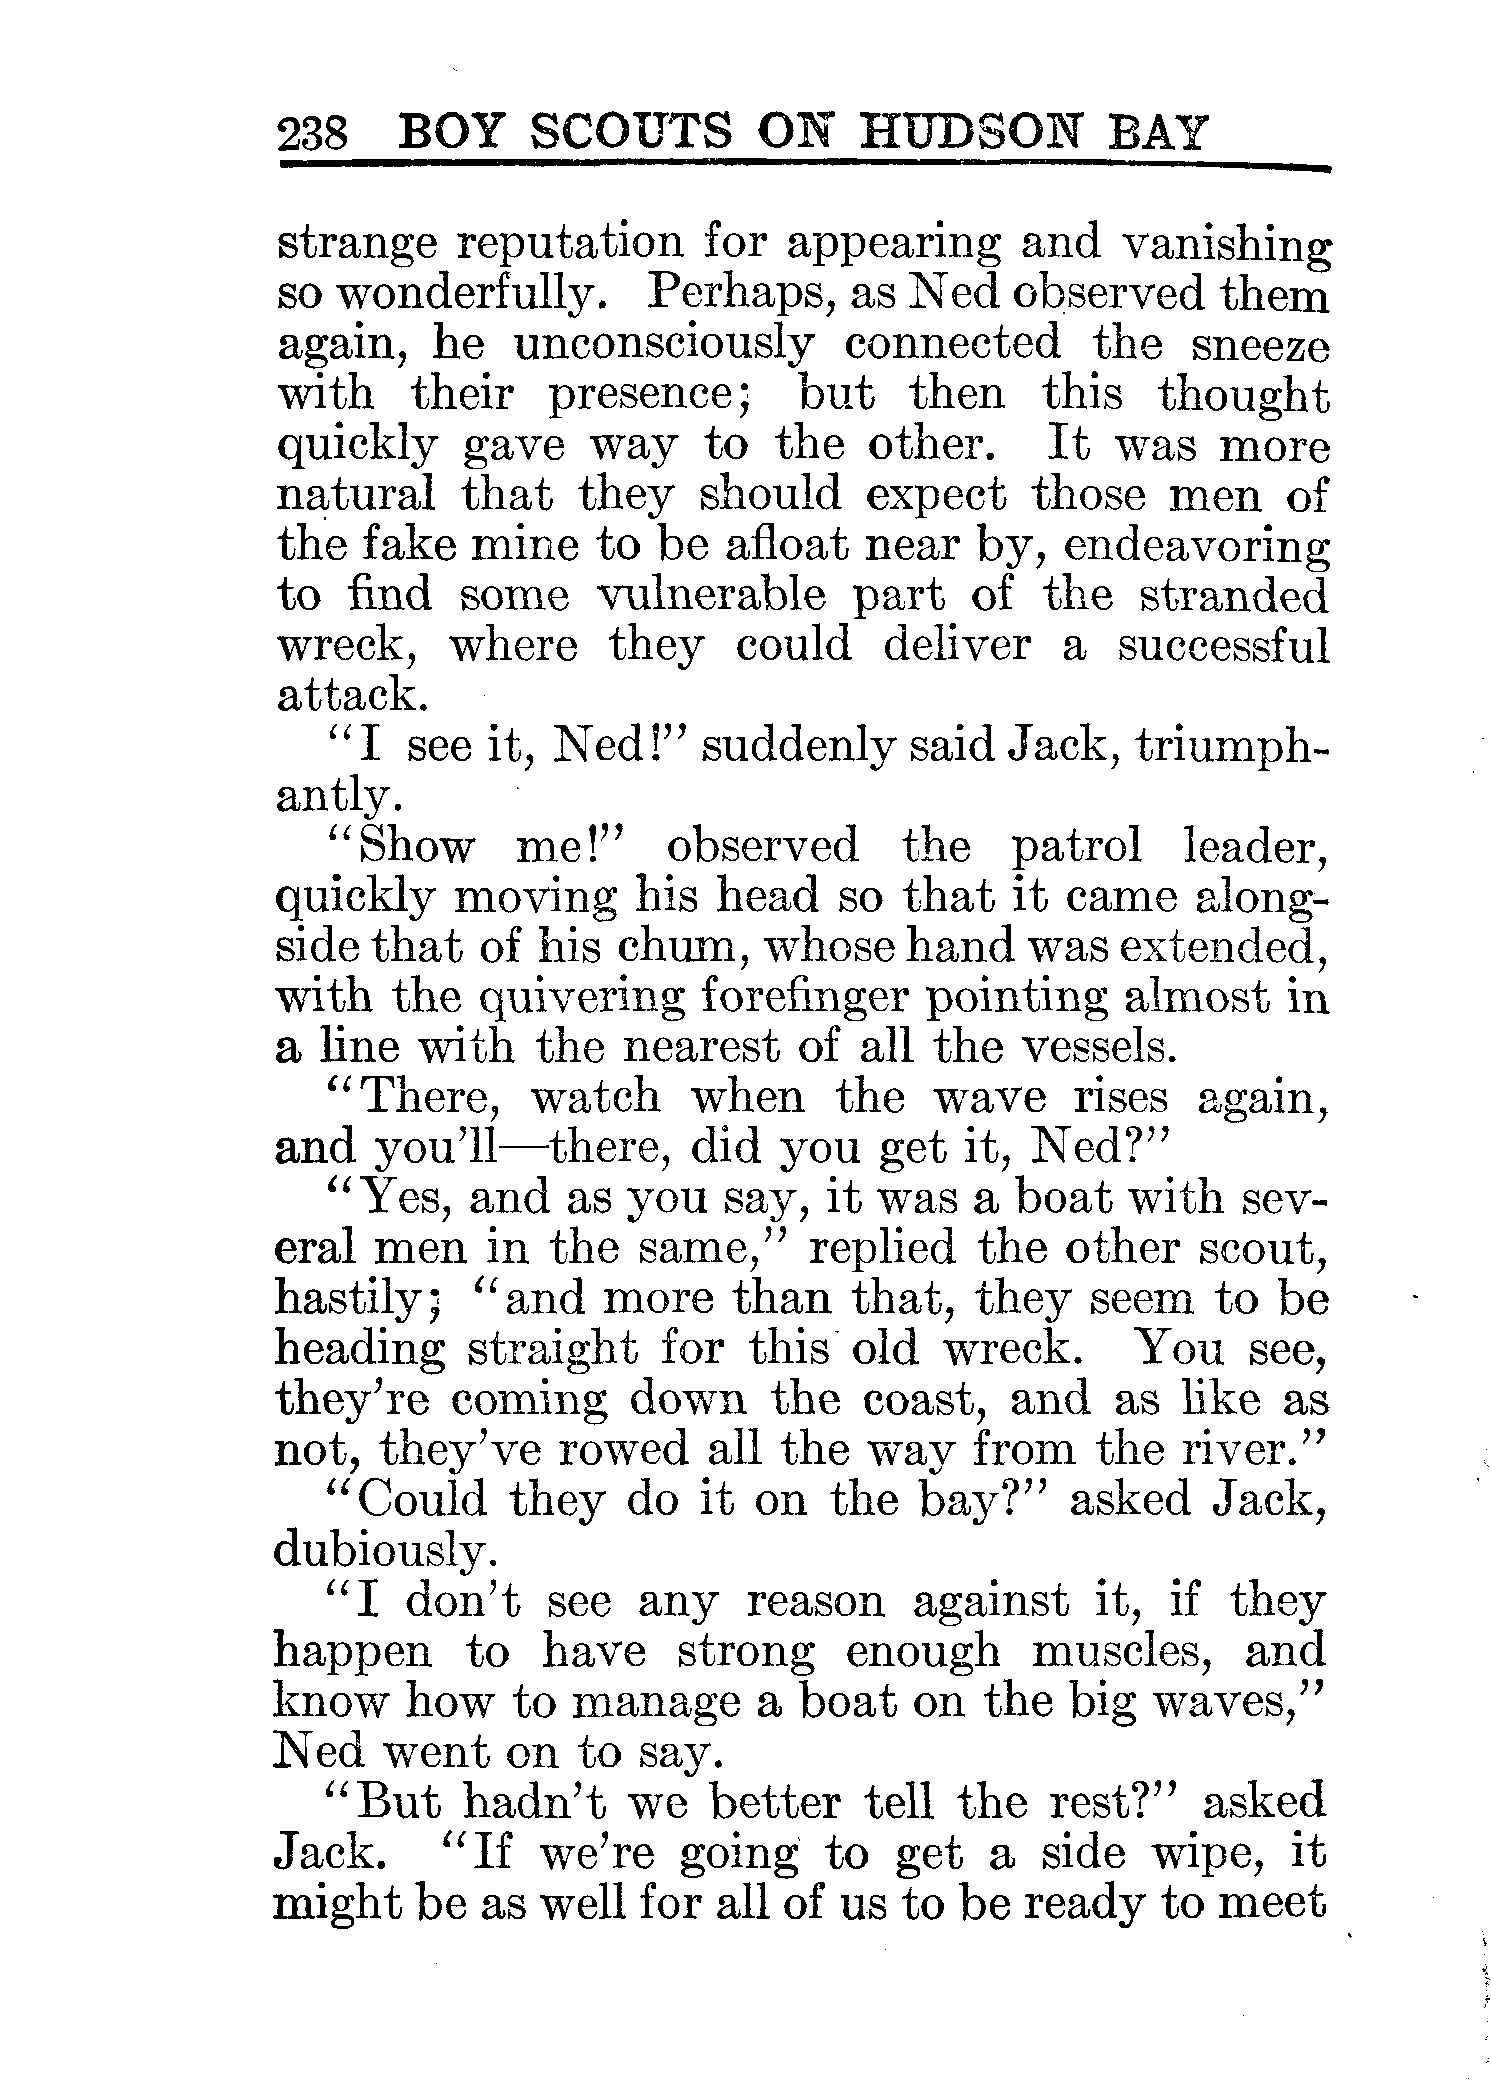 238 BOY SCOUTS ON HUDSON BAY
strange reputation for appearing and vanishing
so wonderfully. Perhaps, as Ned observed them
again, he unconsciously connected the sneeze
with their presence; but then this thought
quickly gave way to the other. It was more
natural that they should expect those men of
the fake mine to be afloat near by, endeavoring
to find some vulnerable part of the stranded
wreck, where they could deliver a successful
attack.
"I see it, Ned!" suddenly said Jack, triumph-
antly.
"Show me!" observed the patrol leader,
quickly moving his head so that it came along-
side that of his chum, whose hand was extended,
with the quivering forefinger pointing almost in
a line with the nearest of all the vessels.
"There, watch when the wave rises again,
and you'll—there, did you get it, Ned?"
"Yes, and as you say, it was a boat with sev-
eral men in the same," replied the other scout,
hastily; "and more than that, they seem to be
heading straight for this old wreck. You see,
they're coming down the coast, and as like as
not, they've rowed all the way from the river."
"Could they do it on the bay?" asked Jack,
dubiously.
"I don't see any reason against it, if they
happen to have strong enough muscles, and
know how to manage a boat on the big waves,"
Ned went on to say.
"But hadn't we better tell the rest?" asked
Jack. "If we're going to get a side wipe, it
might be as well for all of us to be ready to meet